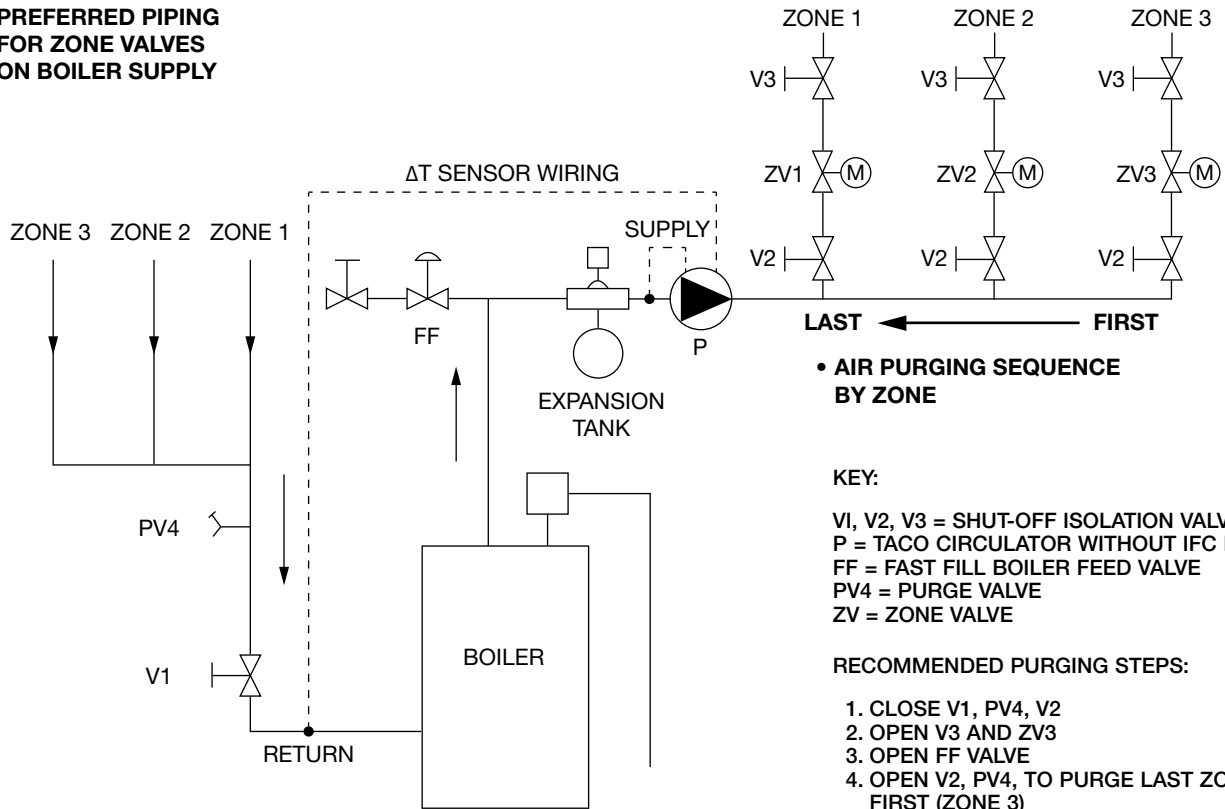 PREFERRED PIPING
FOR ZONE VALVES
ON BOILER SUPPLY
ZONE 1 ZONE 2 ZONE 3
V3 V3 V3
ΔT SENSOR WIRING
ZV1 M ZV2 M ZV3 M
ZONE 3 ZONE 2 ZONE 1
SUPPLY
V2 V2 V2
FF
P
LAST FIRST
• AIR PURGING SEQUENCE
BY ZONE
EXPANSION
TANK
KEY:
VI, V2, V3 = SHUT-OFF ISOLATION
P = TACO CIRCULATOR WITHOUT IFC
FF = FAST FILL BOILER FEED VALVE
PV4 = PURGE VALVE
ZV = ZONE VALVE
PV4
BOILER
V1
RETURN
RECOMMENDED PURGING STEPS:
1. CLOSE V1, PV4, V2
2. OPEN V3 AND ZV3
3. OPEN FF VALVE
4. OPEN V2, PV4, TO PURGE LAST
FIRST (ZONE 3)